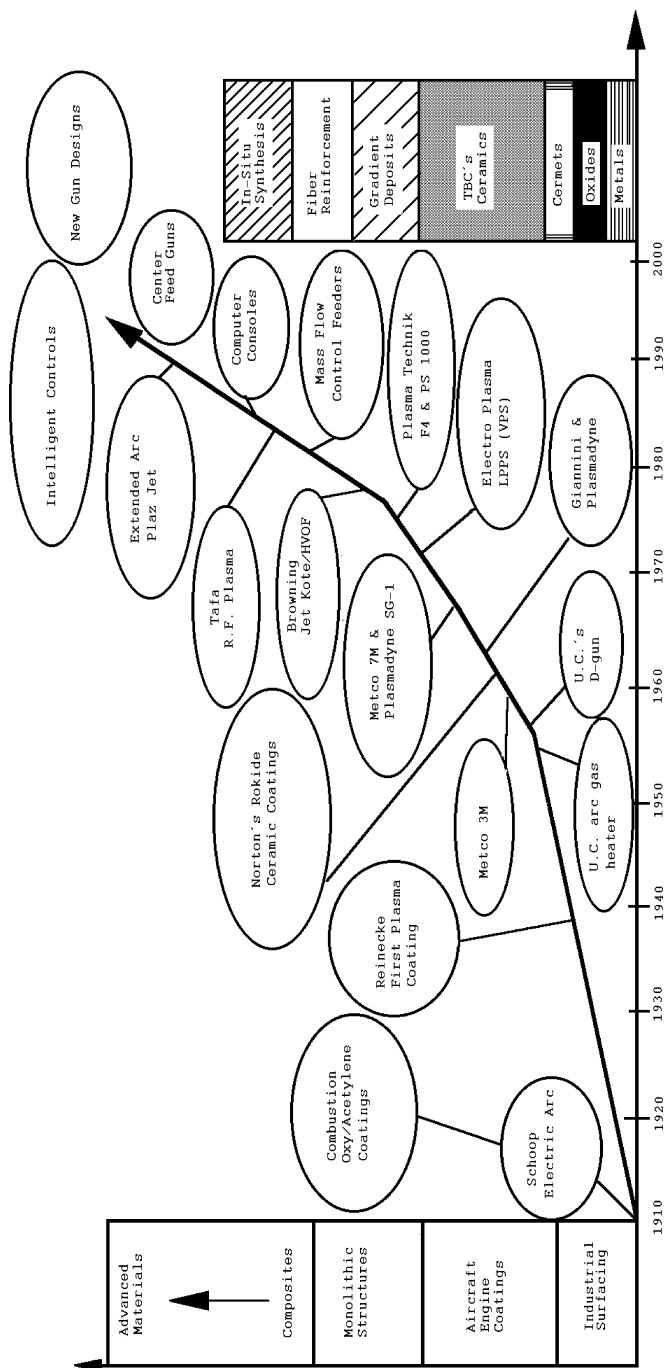 Advanced
Materials
Composites
Monolithic
Structures
Aircraft
Engine
Coatings
Industrial
Surfacing
Schoop
Electric Arc
Combustion
Oxy/Acetylene
Coatings
Reinecke
First Plasma
Coating
Norton's Rokide
Ceramic Coatings
Metco 3M
U.C. arc gas
heater
U.C.'s
D-gun
Metco 7M &
Plasmadyne SG-1
Giannini &
Plasmadyne
Browning
Jet Kote/HVOF
Tafa
R.F. Plasma
Electro Plasma
LPPS (VPS)
Plasma Technik
F4 & PS 1000
Mass Flow
Control Feeders
Computer
Consoles
Extended Arc
Plaz Jet
Center
Feed Guns
Intelligent Controls
New Gun Designs
In-Situ
Synthesis
Fiber
Reinforcement
Gradient
Deposits
TBC's
Ceramics
Cermets
Oxides
Metals
1910
1920
1930
1940
1950
1960
1970
1980
1990
2000